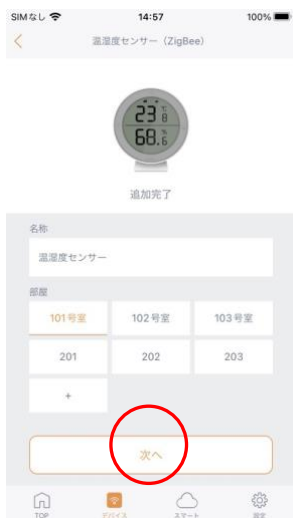 SIMなし 14:57 100%
温湿度センサー（ZigBee）
23.8
68.6%
追加完了
名称
温湿度センサー
部屋
101号室 102号室 103号室
201 202 203
+
次へ
TOP デバイス スマート 設定